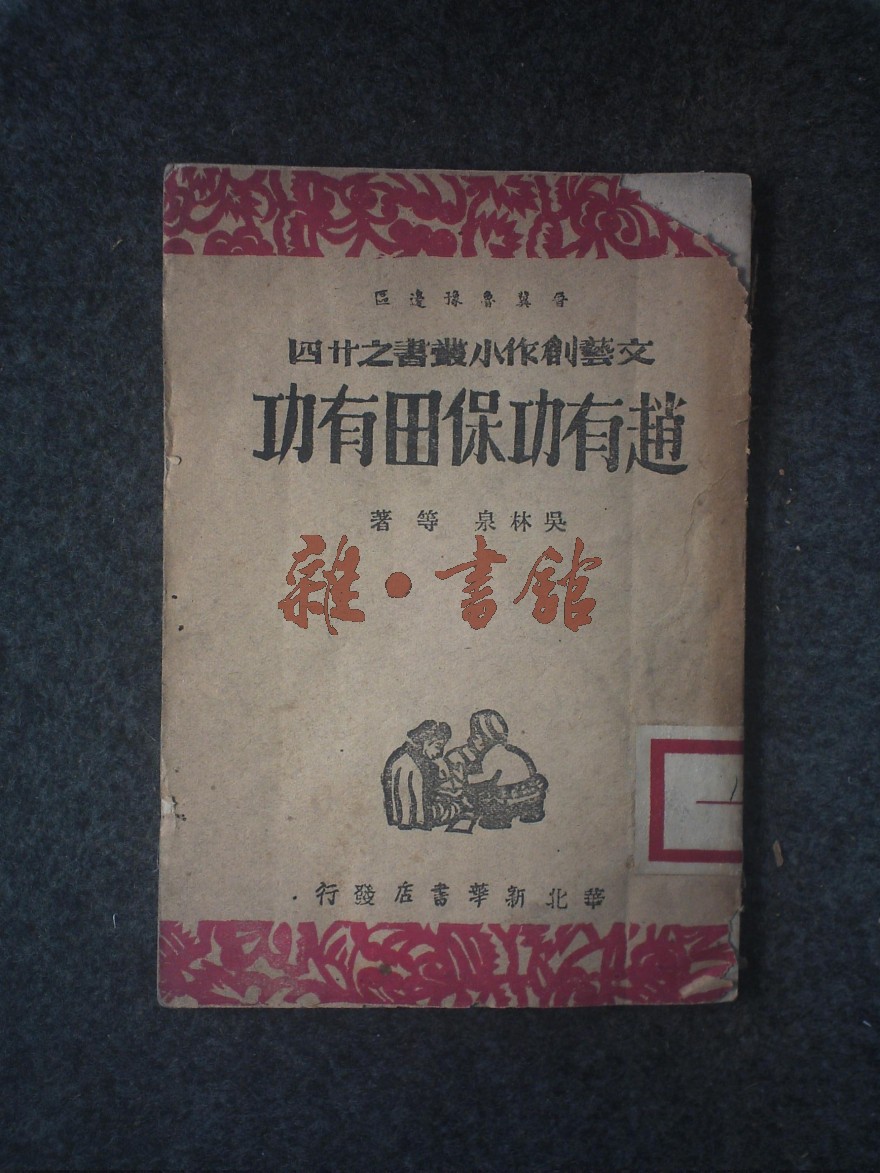 晉冀魯豫邊區
文藝創作小叢書之廿四
趙有功保田有功
吳林泉 等著
雜·書館
華北新華書店發行